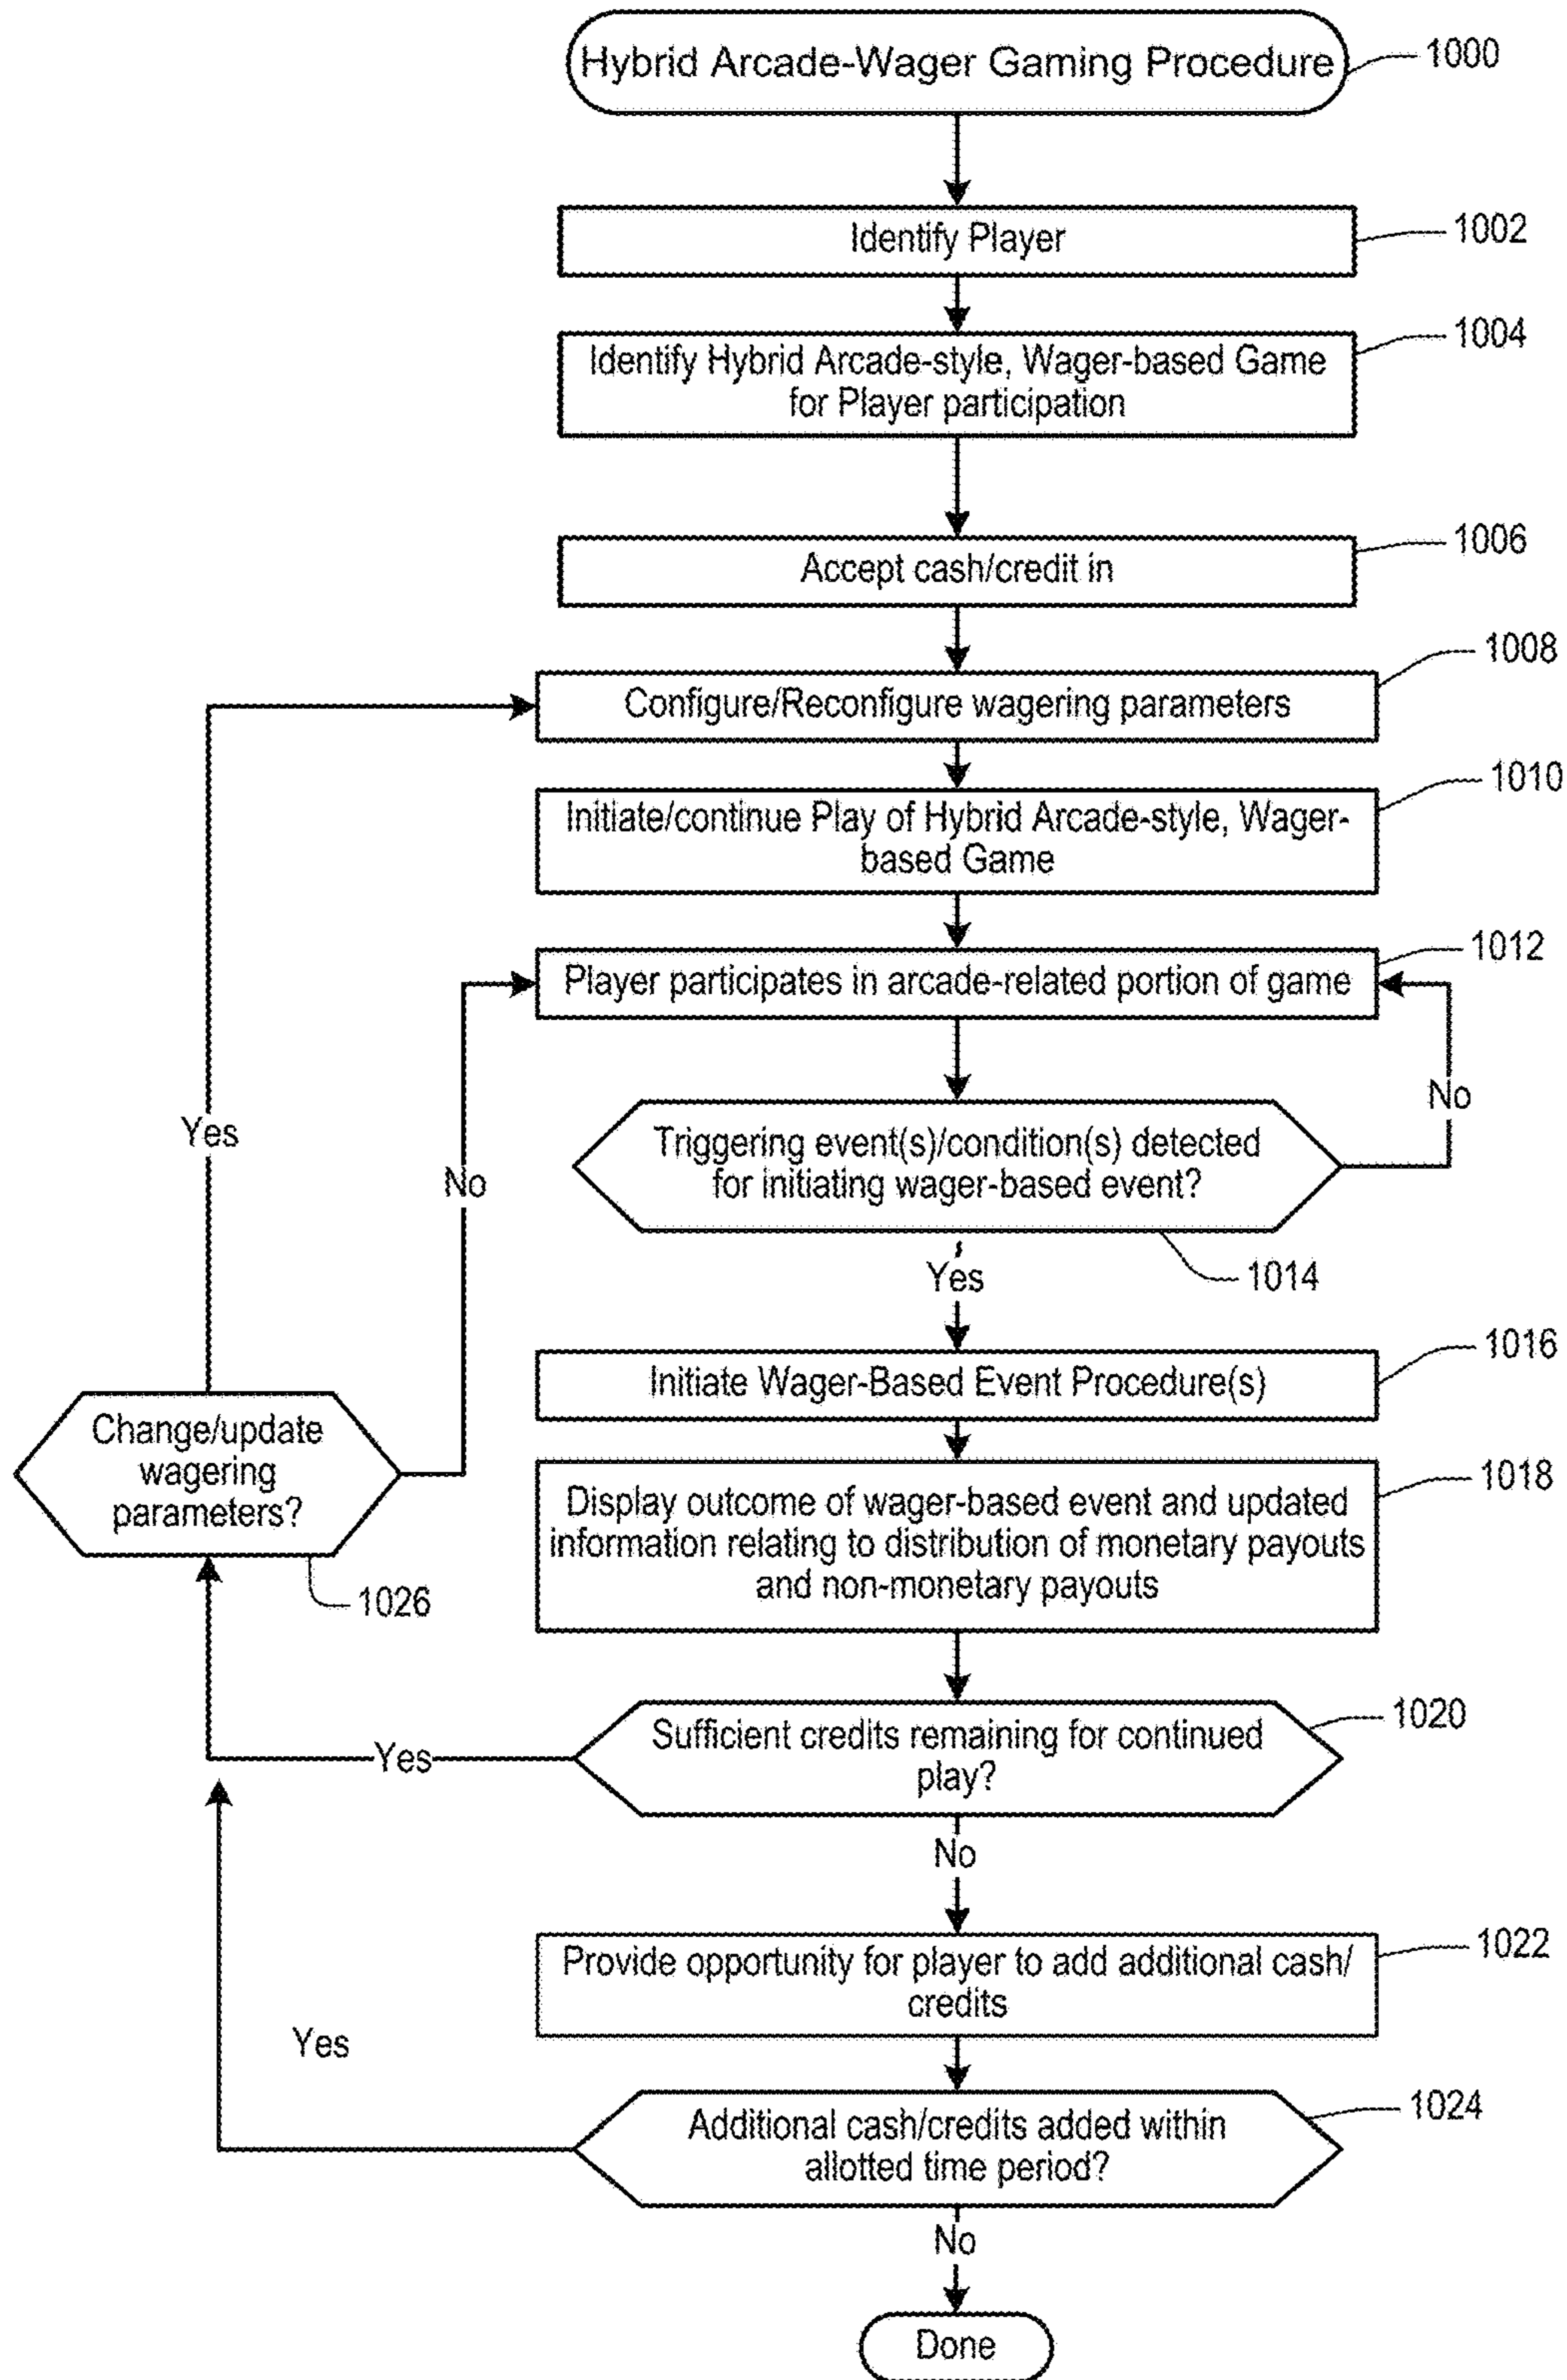 Hybrid Arcade-Wager Gaming Procedure
1000
Identify Player
1002
Identify Hybrid Arcade-style, Wager-based Game
for Player participation
1004
Accept cash/credit in
1006
Configure/Reconfigure wagering parameters
1008
Initiate/continue Play of Hybrid Arcade-style, Wager-
based Game
1010
Player participates in arcade-related portion of game
1012
No
Triggering event(s)/condition(s) detected
for initiating wager-based event?
1014
Yes
Yes
No
Initiate Wager-Based Event Procedure(s)
1016
Change/update
wagering
parameters?
1026
Display outcome of wager-based event and updated
information relating to distribution of monetary payouts
and non-monetary payouts
1018
Sufficient credits remaining for continued
play?
1020
Yes
No
Provide opportunity for player to add additional cash/
credits
1022
Yes
Additional cash/credits added within
allotted time period?
1024
No
Done